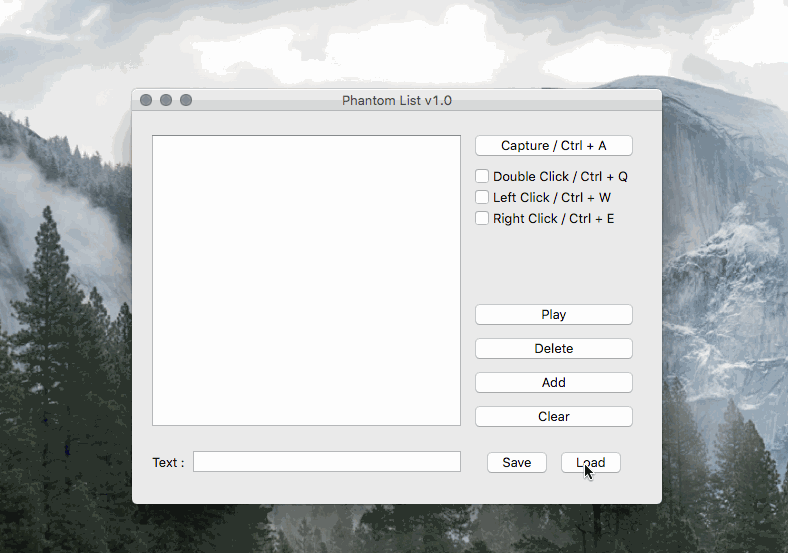 Phantom List v1.0
Capture / Ctrl + A
Double Click / Ctrl + Q
Left Click / Ctrl + W
Right Click / Ctrl + E
Play
Delete
Add
Clear
Text :
Save
Load